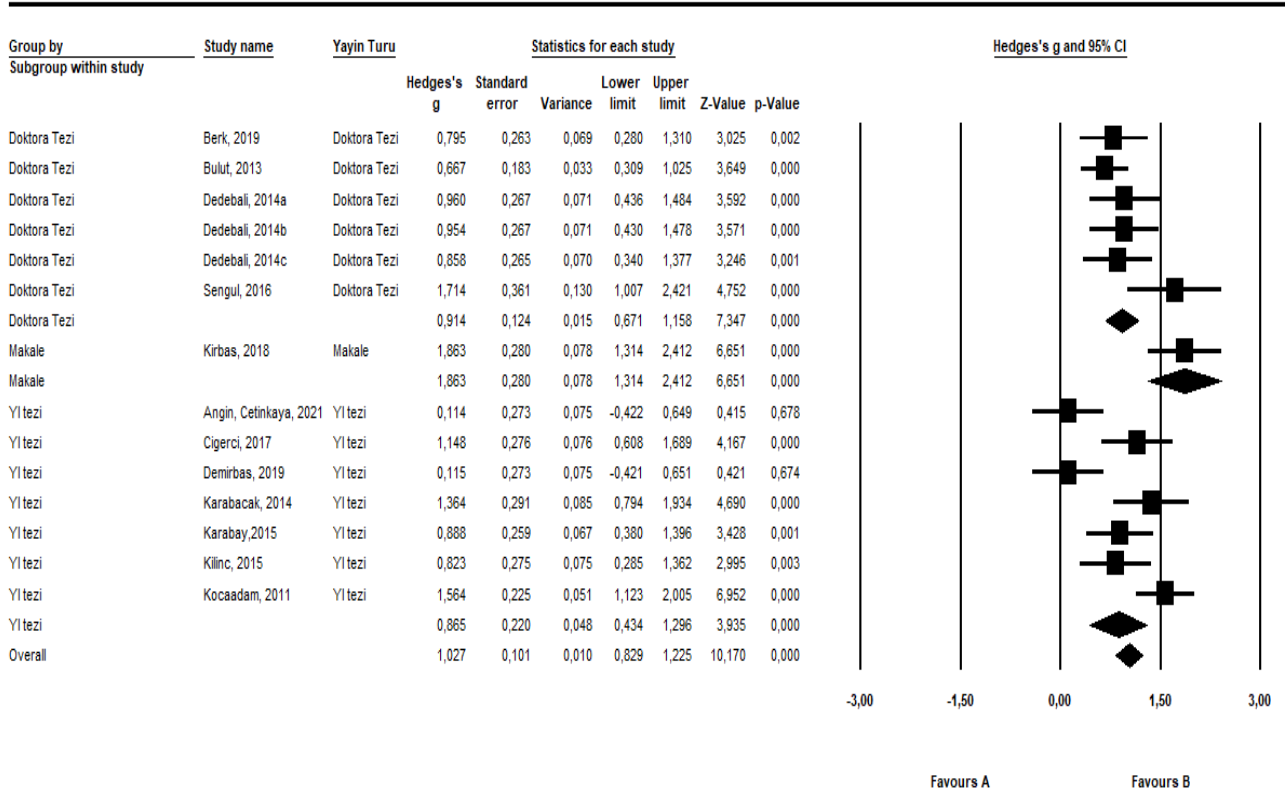 Group by Study name Yayin Turu Statistics for each study Hedges's g and 95% CI
Subgroup within study
Hedges's Standard Lower Upper
g error Variance limit limit Z-Value p-Value
Doktora Tezi Berk, 2019 Doktora Tezi 0,795 0,263 0,069 0,280 1,310 3,025 0,002
Doktora Tezi Bulut, 2013 Doktora Tezi 0,667 0,183 0,033 0,309 1,025 3,649 0,000
Doktora Tezi Dedebali, 2014a Doktora Tezi 0,960 0,267 0,071 0,436 1,484 3,592 0,000
Doktora Tezi Dedebali, 2014b Doktora Tezi 0,954 0,267 0,071 0,430 1,478 3,571 0,000
Doktora Tezi Dedebali, 2014c Doktora Tezi 0,858 0,265 0,070 0,340 1,377 3,246 0,001
Doktora Tezi Sengul, 2016 Doktora Tezi 1,714 0,361 0,130 1,007 2,421 4,752 0,000
Doktora Tezi 0,914 0,124 0,015 0,671 1,158 7,347 0,000
Makale Kirbas, 2018 Makale 1,863 0,280 0,078 1,314 2,412 6,651 0,000
Makale 1,863 0,280 0,078 1,314 2,412 6,651 0,000
Yl tezi Angin, Cetinkaya, 2021 Yl tezi 0,114 0,273 0,075 -0,422 0,649 0,415 0,678
Yl tezi Cigerci, 2017 Yl tezi 1,148 0,276 0,076 0,608 1,689 4,167 0,000
Yl tezi Demirbas, 2019 Yl tezi 0,115 0,273 0,075 -0,421 0,651 0,421 0,674
Yl tezi Karabacak, 2014 Yl tezi 1,364 0,291 0,085 0,794 1,934 4,690 0,000
Yl tezi Karabay,2015 Yl tezi 0,888 0,259 0,067 0,380 1,396 3,428 0,001
Yl tezi Kilinc, 2015 Yl tezi 0,823 0,275 0,075 0,285 1,362 2,995 0,003
Yl tezi Kocaadam, 2011 Yl tezi 1,564 0,225 0,051 1,123 2,005 6,952 0,000
Yl tezi 0,865 0,220 0,048 0,434 1,296 3,935 0,000
Overall 1,027 0,101 0,010 0,829 1,225 10,170 0,000
-3,00 -1,50 0,00 1,50 3,00
Favours A Favours B